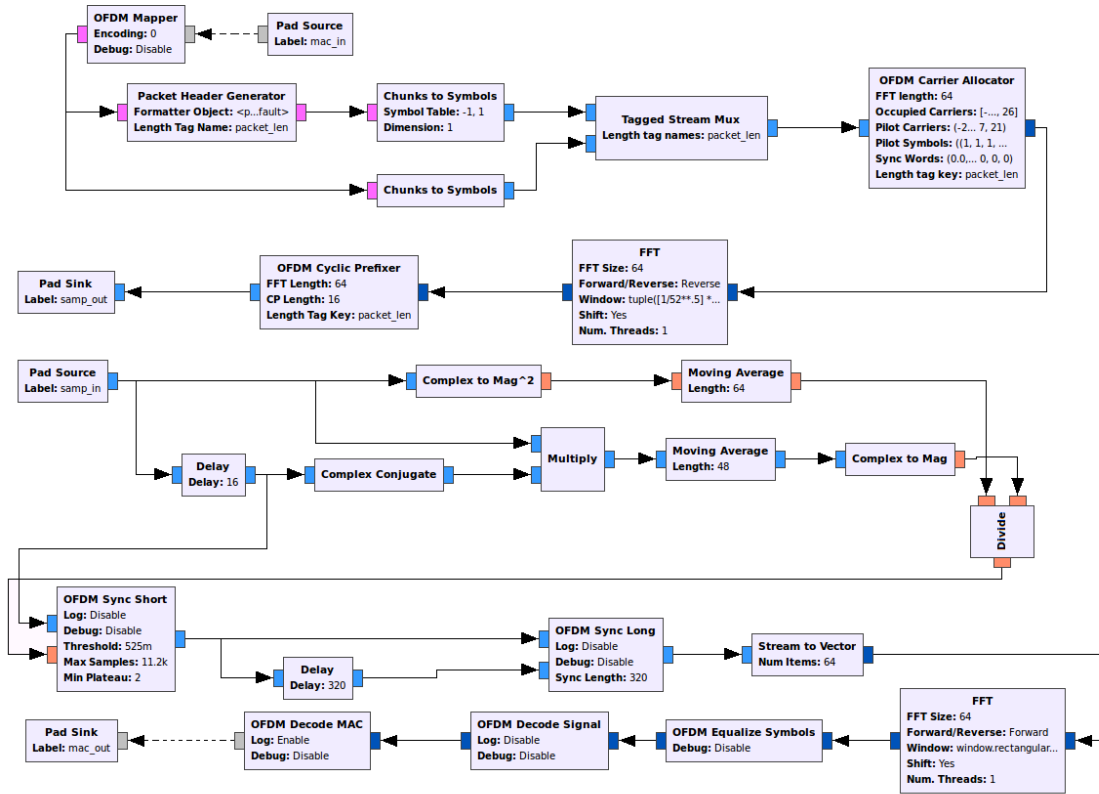 OFDM Mapper
Encoding: 0
Debug: Disable
Pad Source
Label: mac_in
Packet Header Generator
Formatter Object: <p...fault>
Length Tag Name: packet_len
Chunks to Symbols
Symbol Table: -1, 1
Dimension: 1
Tagged Stream Mux
Length tag names: packet_len
OFDM Carrier Allocator
FFT length: 64
Occupied Carriers: [-..., 26]
Pilot Carriers: (-2... 7, 21)
Pilot Symbols: ((1, 1, 1, ...
Sync Words: (0.0,... 0, 0, 0)
Length tag key: packet_len
Chunks to Symbols
Pad Sink
Label: samp_out
OFDM Cyclic Prefixer
FFT Length: 64
CP Length: 16
Length Tag Key: packet_len
FFT
FFT Size: 64
Forward/Reverse: Reverse
Window: tuple([1/52**.5] *...
Shift: Yes
Num. Threads: 1
Pad Source
Label: samp_in
Complex to Mag^2
Moving Average
Length: 64
Delay
Delay: 16
Complex Conjugate
Multiply
Moving Average
Length: 48
Complex to Mag
Divide
OFDM Sync Short
Log: Disable
Debug: Disable
Threshold: 525m
Max Samples: 11.2k
Min Plateau: 2
Delay
Delay: 320
OFDM Sync Long
Log: Disable
Debug: Disable
Sync Length: 320
Stream to Vector
Num Items: 64
Pad Sink
Label: mac_out
OFDM Decode MAC
Log: Enable
Debug: Disable
OFDM Decode Signal
Log: Disable
Debug: Disable
OFDM Equalize Symbols
Debug: Disable
FFT
FFT Size: 64
Forward/Reverse: Forward
Window: window.rectangular...
Shift: Yes
Num. Threads: 1